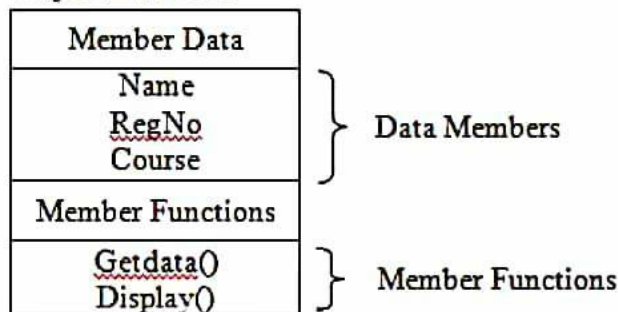 Member Data
Name
RegNo
Course
Data Members
Member Functions
Getdata()
Display()
Member Functions